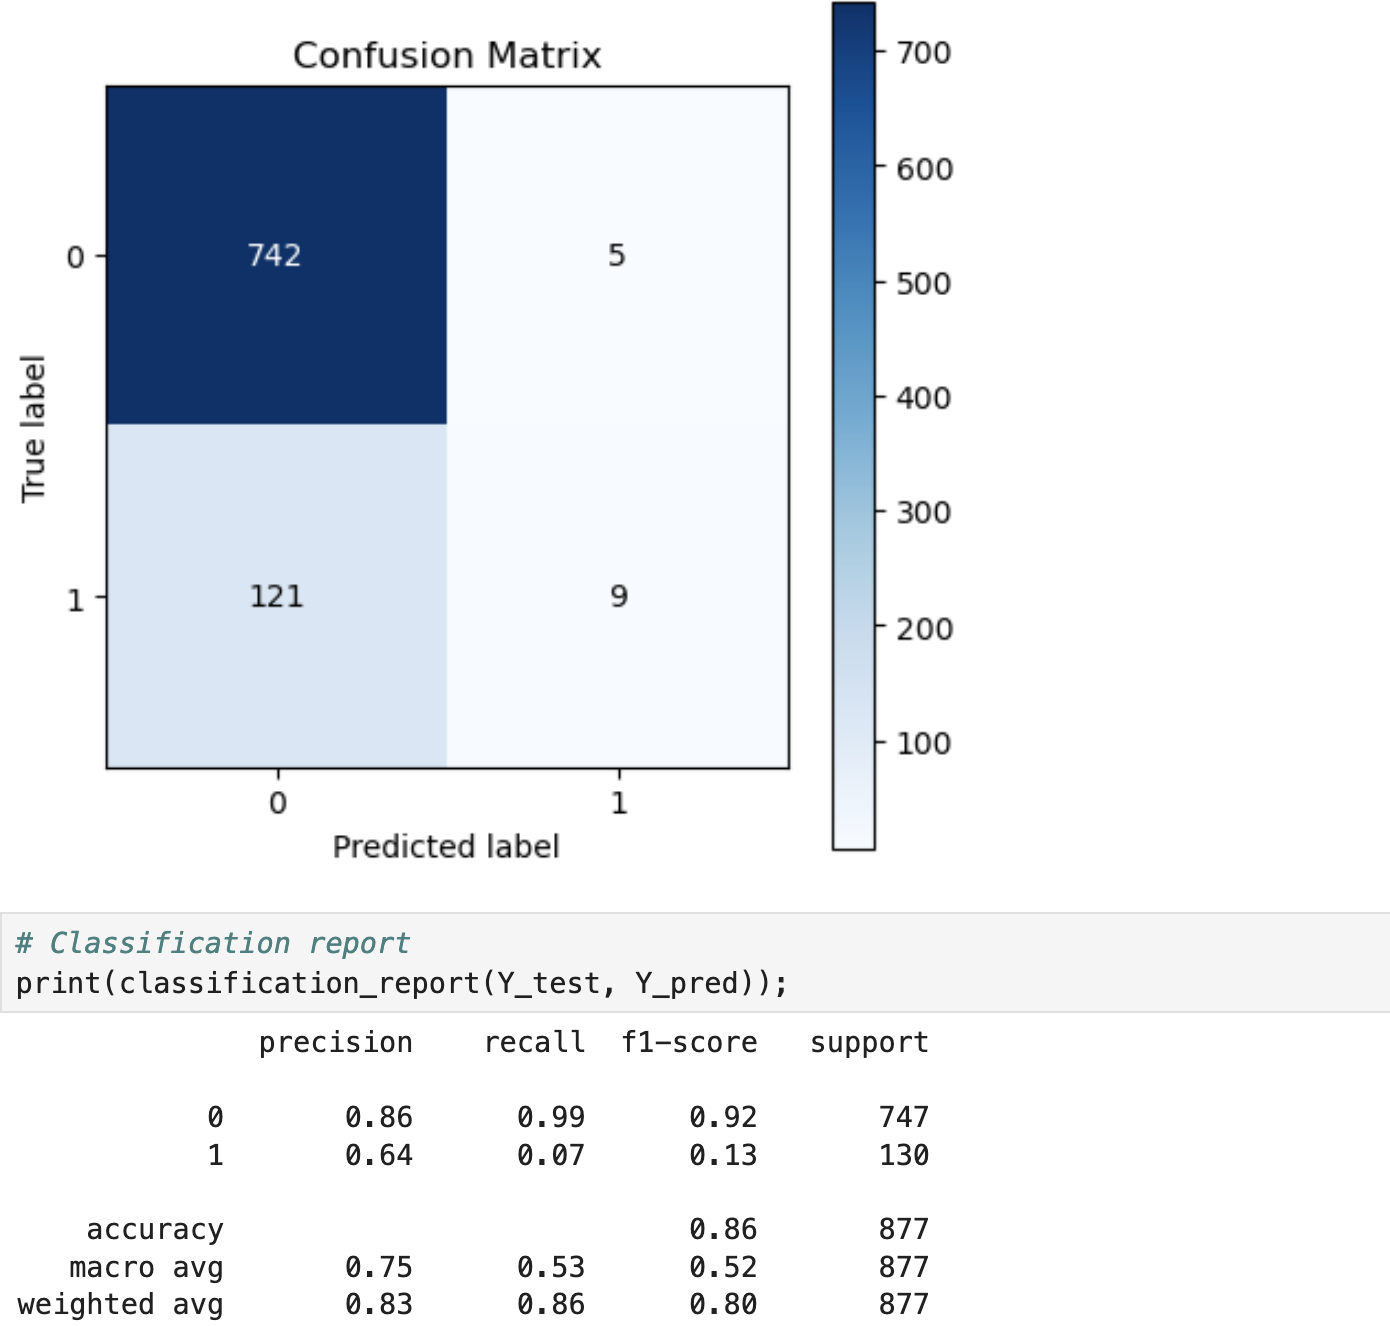 Confusion Matrix
700
600
500
400
300
200
100
True label
0
742 5
1
121 9
0 1
Predicted label
# Classification report
print(classification_report(Y_test, Y_pred));
precision recall f1-score support
0 0.86 0.99 0.92 747
1 0.64 0.07 0.13 130
accuracy 0.86 877
macro avg 0.75 0.53 0.52 877
weighted avg 0.83 0.86 0.80 877